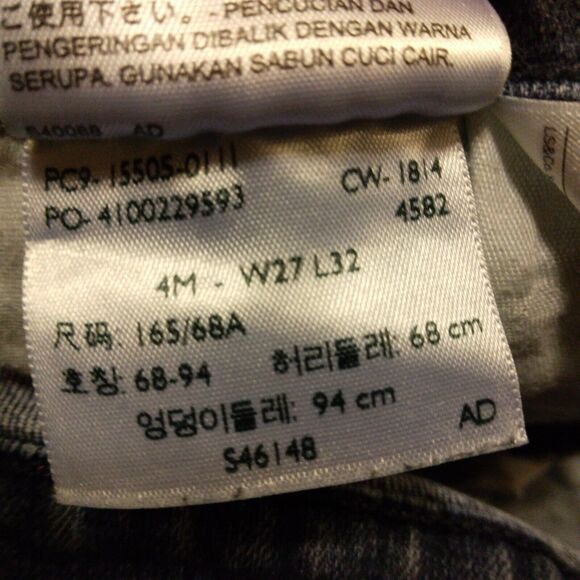 ご使用下さい。 - PENCUCIAN DAN
PENGERINGAN DIBALIK DENGAN WARNA
SERUPA. GUNAKAN SABUN CUCI CAIR.
S40088 AD
PC9-15505-0111 CW-1814
PO-4100229593 4582
4M - W27 L32
尺码: 165/68A
호칭: 68-94 허리둘레: 68 cm
엉덩이둘레: 94 cm
S46148 AD